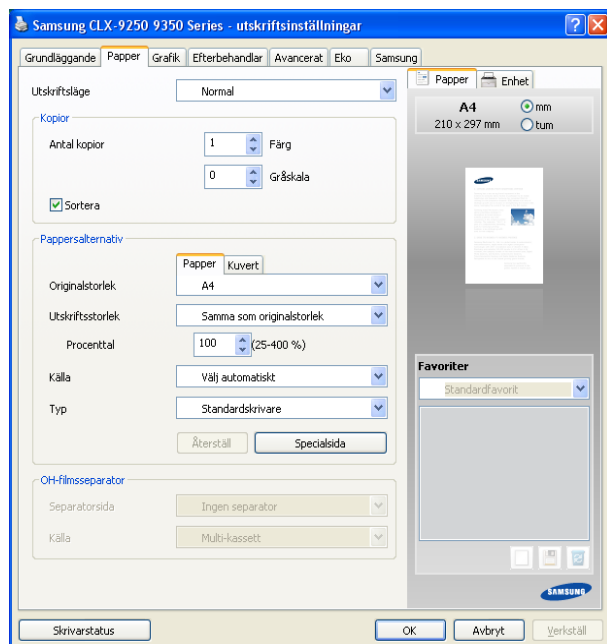 Samsung CLX-9250 9350 Series - utskriftsinställningar
Grundläggande Papper Grafik Efterbehandlar Avancerat Eko Samsung
Utskriftsläge Normal
Kopior
Antal kopior 1 Färg
0 Gråskala
Sortera
Pappersalternativ
Papper Kuvert
Originalstorlek A4
Utskriftsstorlek Samma som originalstorlek
Procenttal 100 (25-400 %)
Källa Välj automatiskt
Typ Standardskrivare
Återställ Specialsida
OH-filmsseparator
Separatorsida Ingen separator
Källa Multi-kassett
Papper Enhet
A4 mm
210 x 297 mm tum
Favoriter
Standardfavorit
SAMSUNG
Skrivarstatus OK Avbryt Verkställ